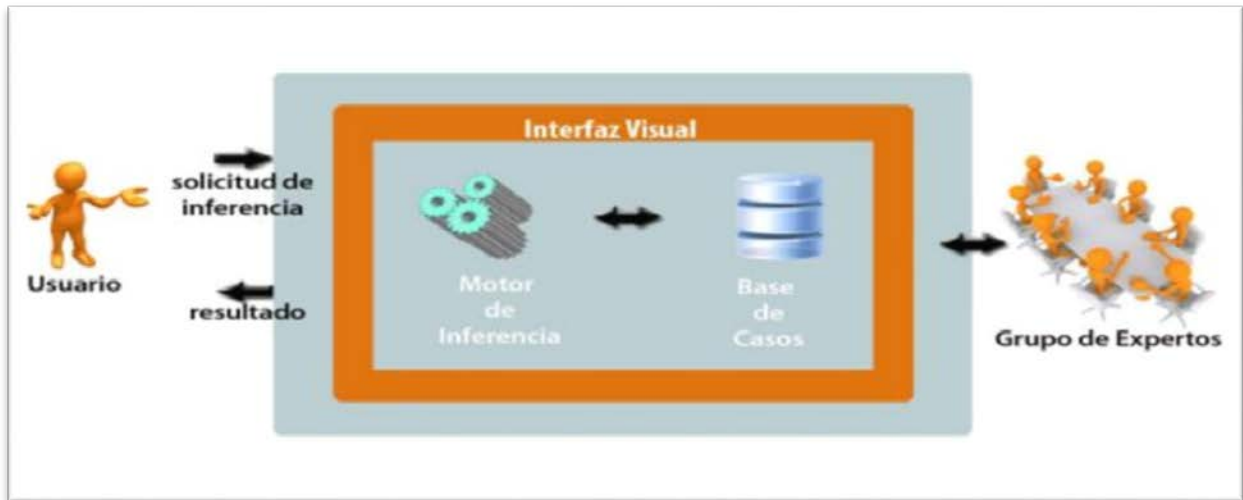 Interfaz Visual
solicitud de
inferencia
Usuario
resultado
Motor
de
Inferencia
Base
de
Casos
Grupo de Expertos